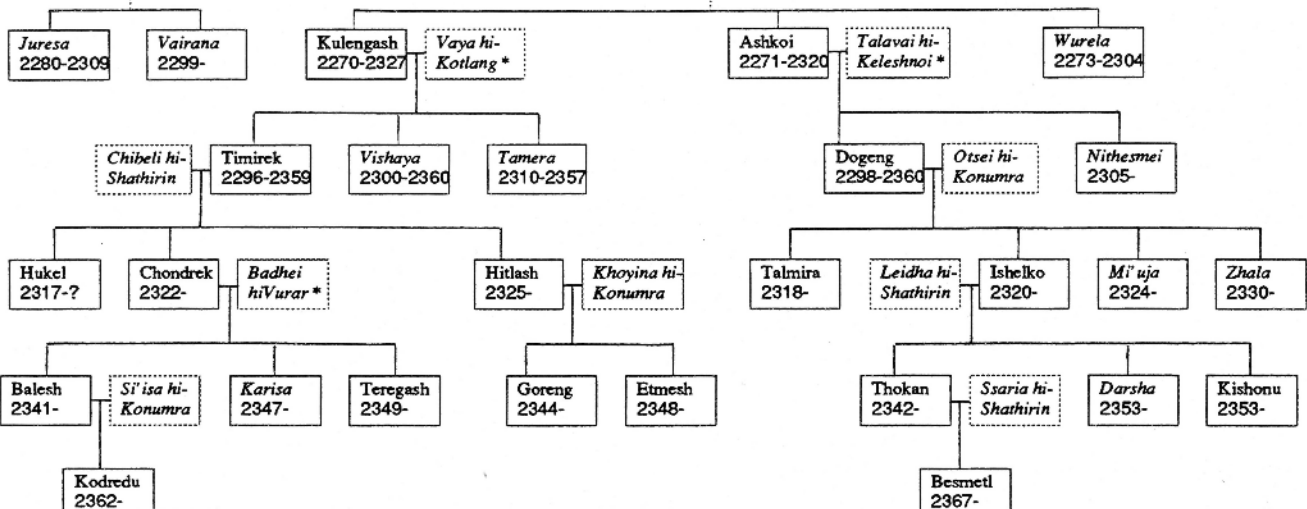 Juresa
2280-2309
Vairana
2299-
Kulengash
2270-2327
Vaya hi-
Kotlang *
Ashkoi
2271-2320
Talavai hi-
Keleshnoi *
Wurela
2273-2304
Chibeli hi-
Shathirin
Timirek
2296-2359
Vishaya
2300-2360
Tamera
2310-2357
Dogeng
2298-2360
Otsei hi-
Konumra
Nithesmei
2305-
Hukel
2317-?
Chondrek
2322-
Badhei
hiVurar *
Hitlash
2325-
Khoyina hi-
Konumra
Talmira
2318-
Leidha hi-
Shathirin
Ishelko
2320-
Mi'uja
2324-
Zhala
2330-
Balesh
2341-
Si'isa hi-
Konumra
Karisa
2347-
Teregash
2349-
Goreng
2344-
Etmesh
2348-
Thokan
2342-
Ssaria hi-
Shathirin
Darsha
2353-
Kishonu
2353-
Kodredu
2362-
Besmetl
2367-